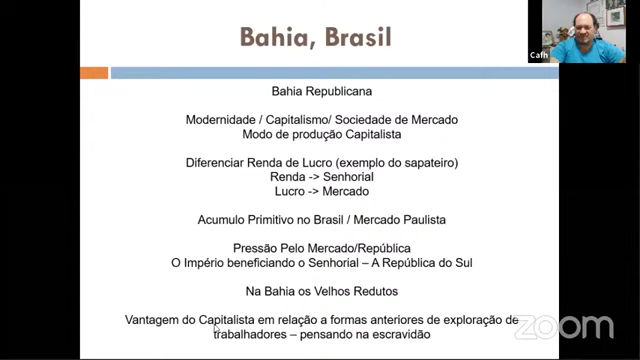 Bahia, Brasil
Cafh
Bahia Republicana
Modernidade / Capitalismo/ Sociedade de Mercado
Modo de produção Capitalista
Diferenciar Renda de Lucro (exemplo do sapateiro)
Renda -> Senhorial
Lucro -> Mercado
Acumulo Primitivo no Brasil / Mercado Paulista
Pressão Pelo Mercado/República
O Império beneficiando o Senhorial – A República do Sul
Na Bahia os Velhos Redutos
Vantagem do Capitalista em relação a formas anteriores de exploração de
trabalhadores – pensando na escravidão
zoom